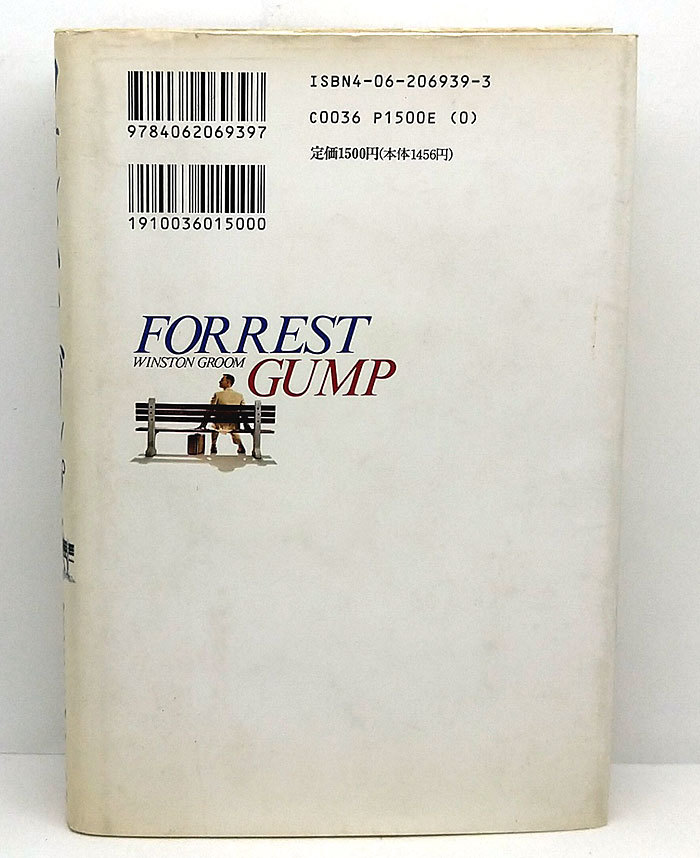 ISBN4-06-206939-3
9784062069397
C0036 P1500E (0)
定価1500円(本体1456円)
1910036015000
FORREST
WINSTON GROOM
GUMP